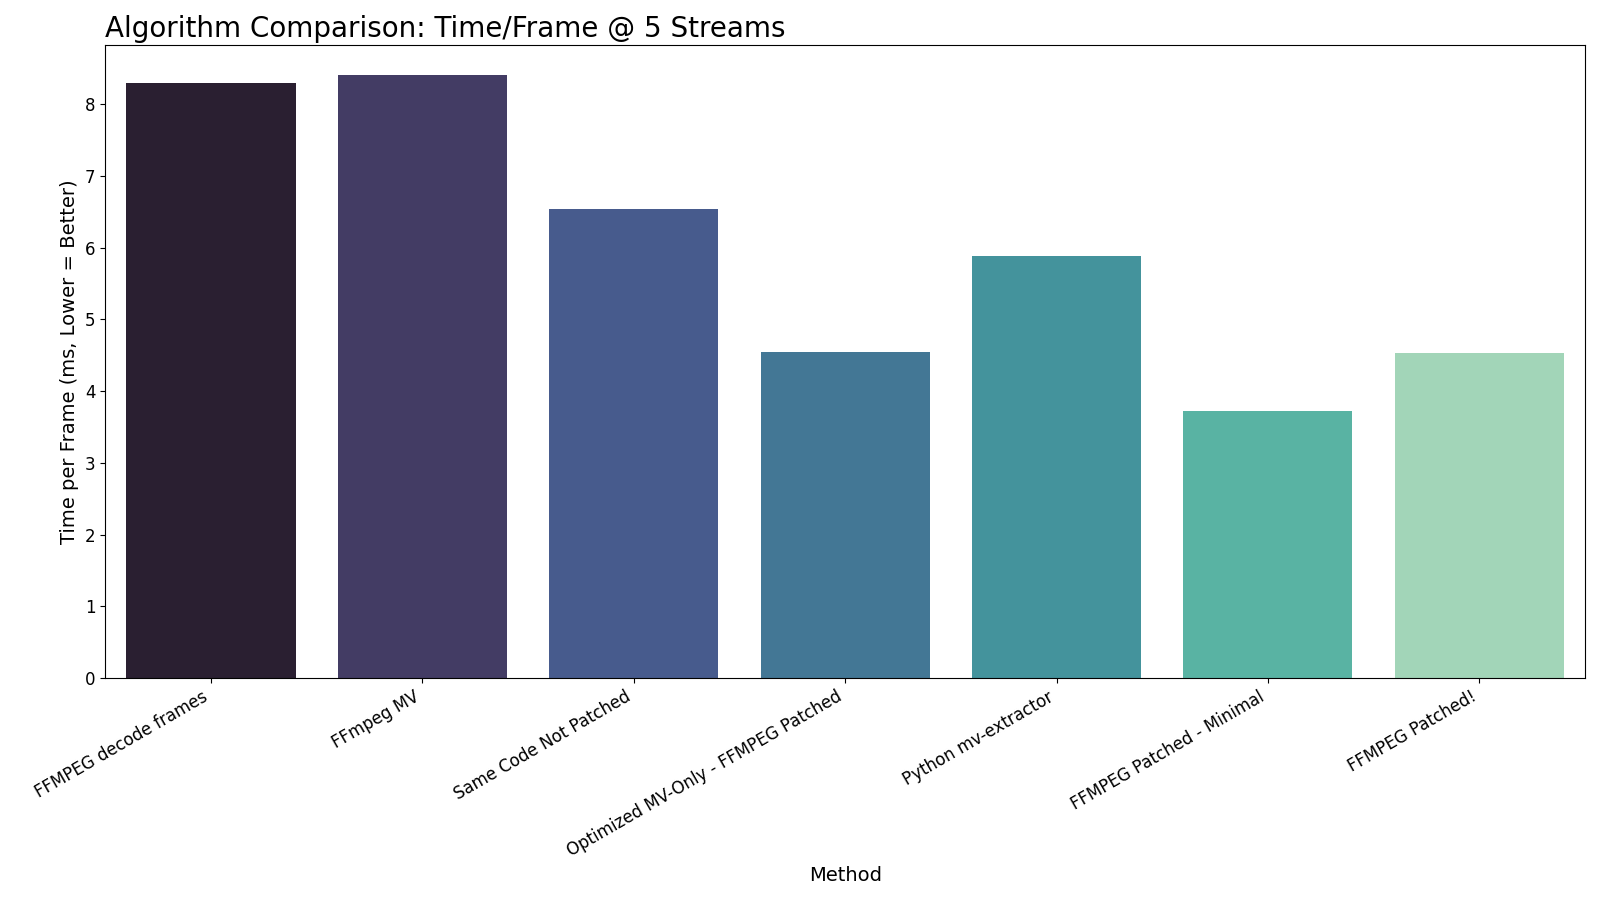 Algorithm Comparison: Time/Frame @ 5 Streams
Time per Frame (ms, Lower = Better)
8
7
6
5
4
3
2
1
0
FFMPEG decode frames
FFmpeg MV
Same Code Not Patched
Optimized MV-Only - FFMPEG Patched
Python mv-extractor
FFMPEG Patched - Minimal
FFMPEG Patched!
Method